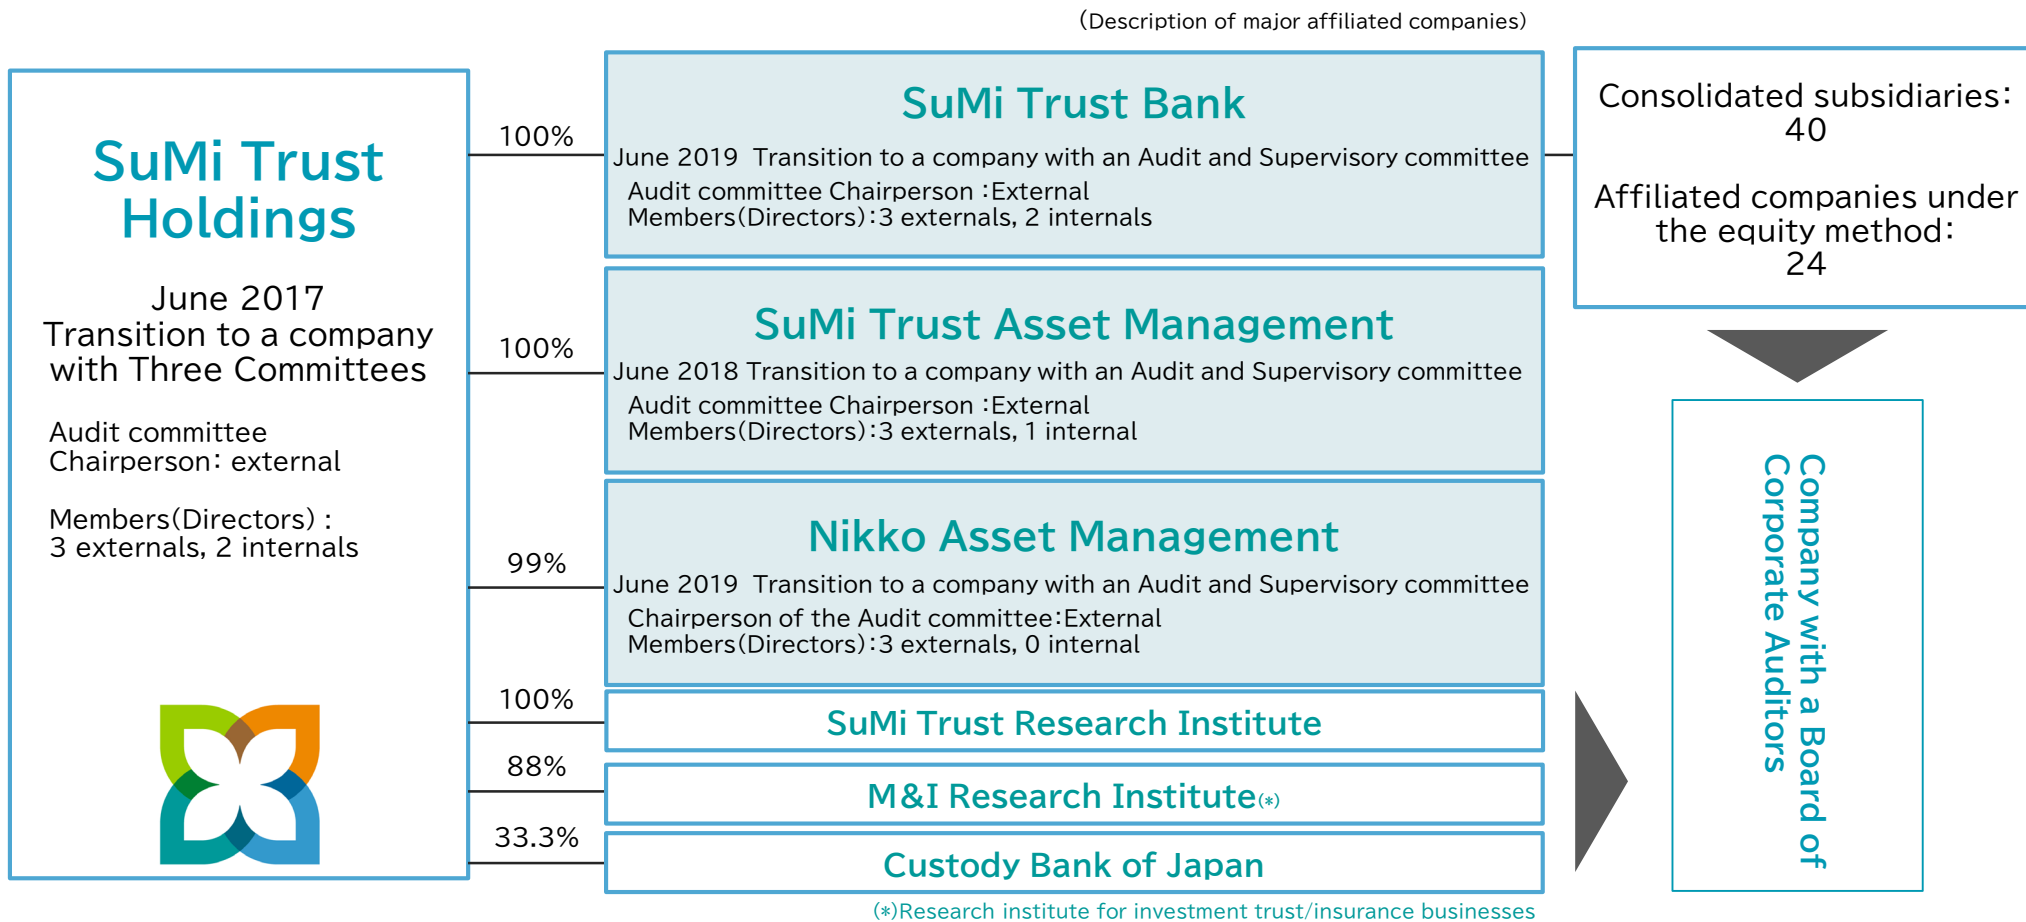 (Description of major affiliated companies)
SuMi Trust
Holdings
June 2017
Transition to a company
with Three Committees
Audit committee
Chairperson: external
Members(Directors) :
3 externals, 2 internals
100%
SuMi Trust Bank
June 2019  Transition to a company with an Audit and Supervisory committee
Audit committee Chairperson :External
Members(Directors):3 externals, 2 internals
Consolidated subsidiaries:
40
Affiliated companies under
the equity method:
24
100%
SuMi Trust Asset Management
June 2018 Transition to a company with an Audit and Supervisory committee
Audit committee Chairperson :External
Members(Directors):3 externals, 1 internal
99%
Nikko Asset Management
June 2019  Transition to a company with an Audit and Supervisory committee
Chairperson of the Audit committee:External
Members(Directors):3 externals, 0 internal
100%
SuMi Trust Research Institute
88%
M&I Research Institute(*)
33.3%
Custody Bank of Japan
Company with a Board of
Corporate Auditors
(*)Research institute for investment trust/insurance businesses